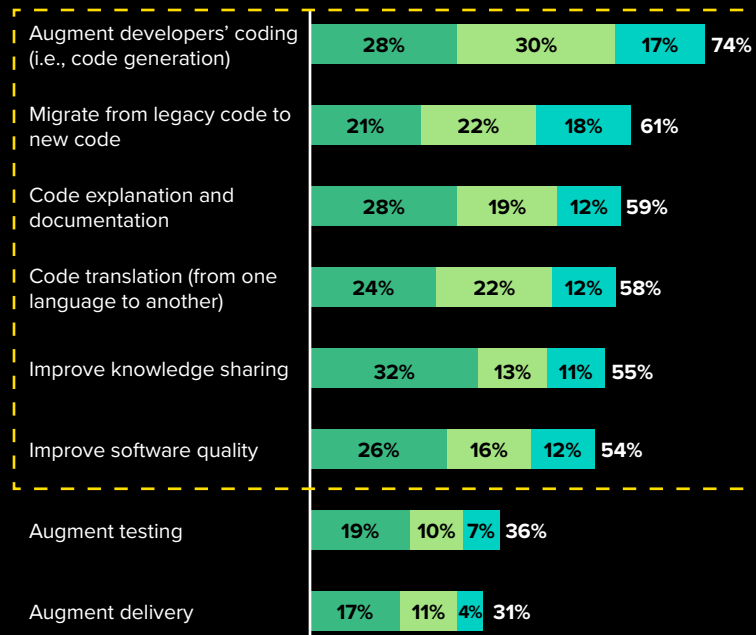 Augment developers’ coding
(i.e., code generation)
28% 30% 17% 74%
Migrate from legacy code to
new code
21% 22% 18% 61%
Code explanation and
documentation
28% 19% 12% 59%
Code translation (from one
language to another)
24% 22% 12% 58%
Improve knowledge sharing
32% 13% 11% 55%
Improve software quality
26% 16% 12% 54%
Augment testing
19% 10% 7% 36%
Augment delivery
17% 11% 4% 31%